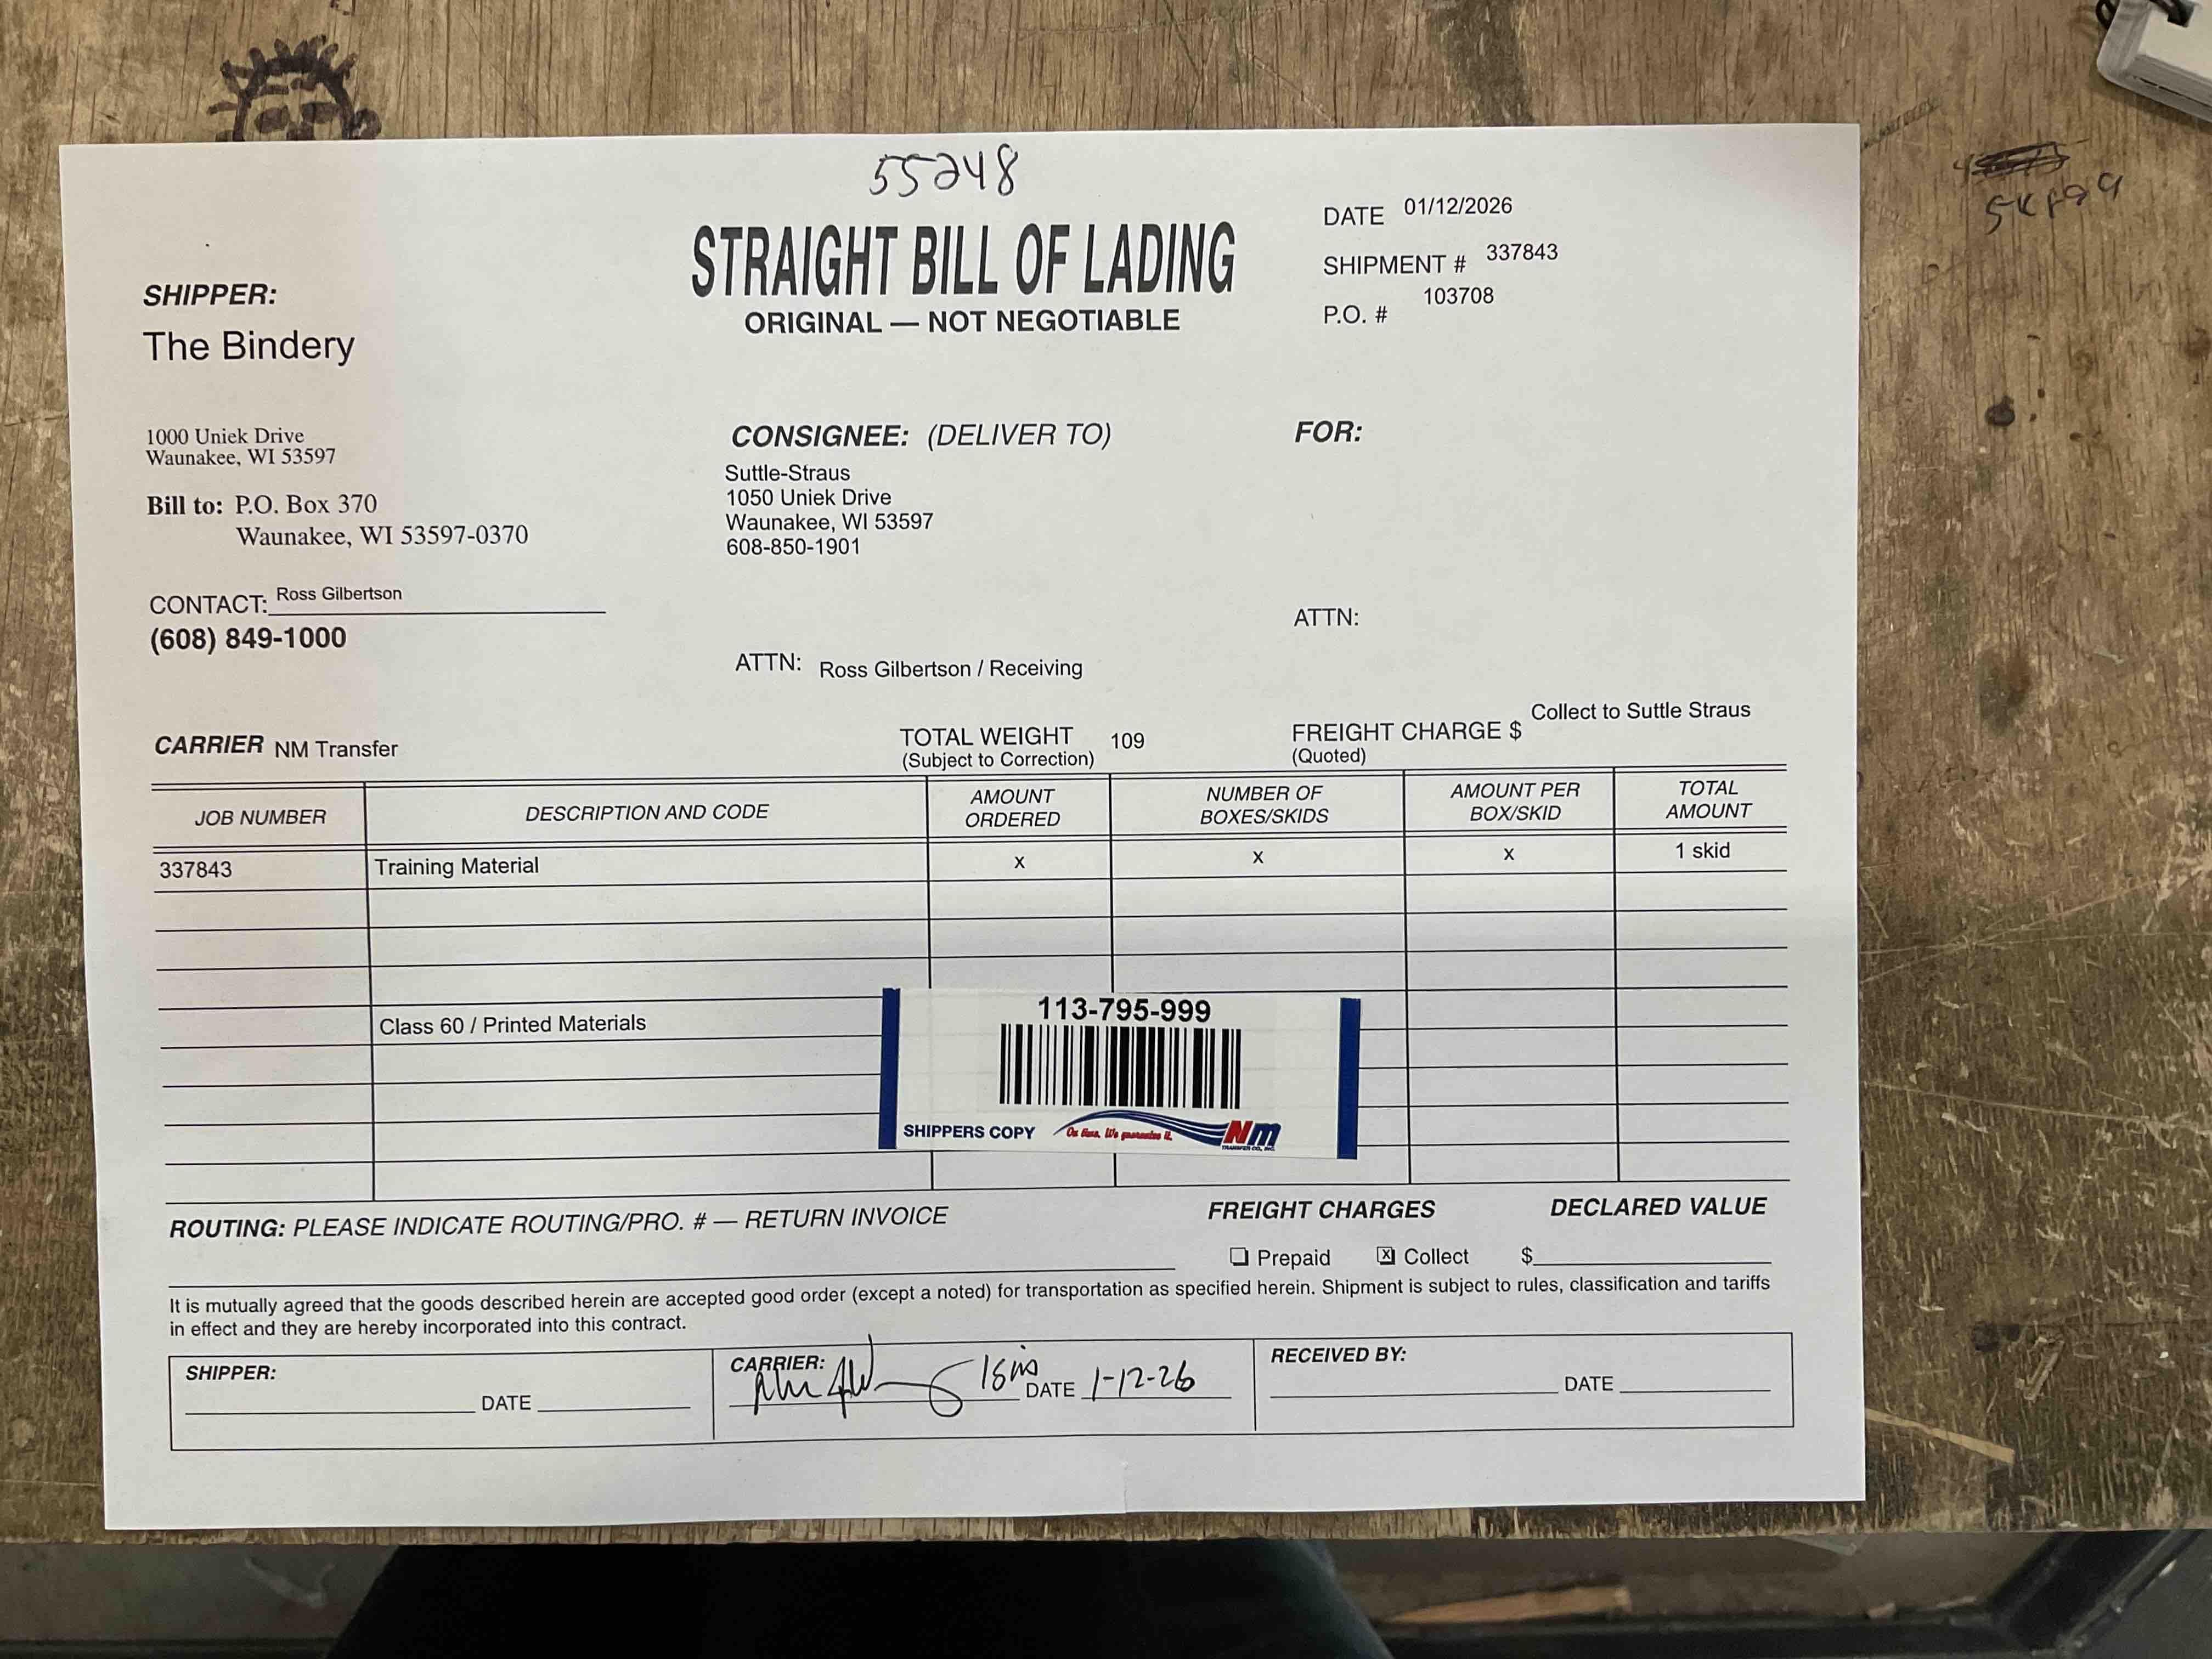 55248
STRAIGHT BILL OF LADING
ORIGINAL — NOT NEGOTIABLE
DATE 01/12/2026
SHIPMENT # 337843
P.O. # 103708
SHIPPER:
The Bindery
1000 Uniek Drive
Waunakee, WI 53597
Bill to: P.O. Box 370
Waunakee, WI 53597-0370
CONTACT: Ross Gilbertson
(608) 849-1000
CONSIGNEE: (DELIVER TO)
Suttle-Straus
1050 Uniek Drive
Waunakee, WI 53597
608-850-1901
ATTN: Ross Gilbertson / Receiving
FOR:
ATTN:
CARRIER NM Transfer
TOTAL WEIGHT 109
(Subject to Correction)
FREIGHT CHARGE $ Collect to Suttle Straus
(Quoted)
JOB NUMBER DESCRIPTION AND CODE AMOUNT ORDERED NUMBER OF BOXES/SKIDS AMOUNT PER BOX/SKID TOTAL AMOUNT
337843 Training Material x x x 1 skid
Class 60 / Printed Materials
113-795-999
SHIPPERS COPY On time. We guarantee it. Nm
TRANSFER CO., INC.
ROUTING: PLEASE INDICATE ROUTING/PRO. # — RETURN INVOICE
FREIGHT CHARGES
DECLARED VALUE
Prepaid x Collect $
It is mutually agreed that the goods described herein are accepted good order (except a noted) for transportation as specified herein. Shipment is subject to rules, classification and tariffs
in effect and they are hereby incorporated into this contract.
SHIPPER:
DATE
CARRIER:
DATE 1-12-26
RECEIVED BY:
DATE